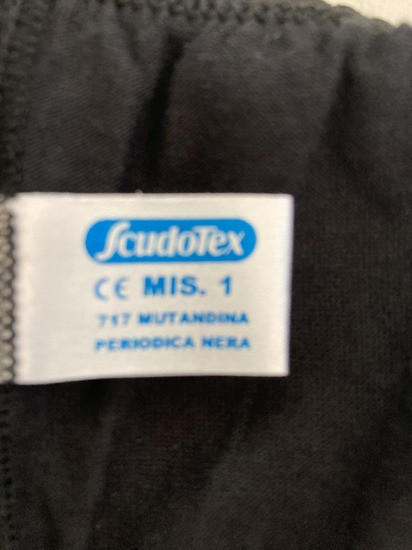 ScudoTex
CE MIS. 1
717 MUTANDINA
PERIODICA NERA